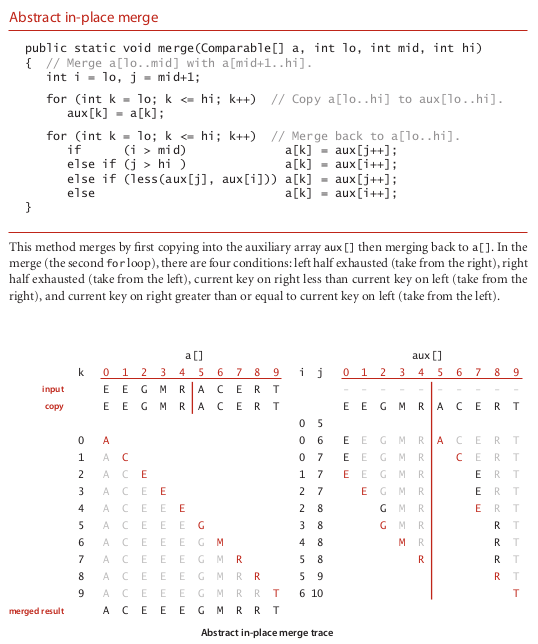 Abstract in-place merge
public static void merge(Comparable[] a, int lo, int mid, int hi)
{ // Merge a[lo..mid] with a[mid+1..hi].
int i = lo, j = mid+1;
for (int k = lo; k <= hi; k++) // Copy a[lo..hi] to aux[lo..hi].
aux[k] = a[k];
for (int k = lo; k <= hi; k++) // Merge back to a[lo..hi].
if (i > mid) a[k] = aux[j++];
else if (j > hi ) a[k] = aux[i++];
else if (less(aux[j], aux[i])) a[k] = aux[j++];
else a[k] = aux[i++];
}
This method merges by first copying into the auxiliary array aux[] then merging back to a[]. In the
merge (the second for loop), there are four conditions: left half exhausted (take from the right), right
half exhausted (take from the left), current key on right less than current key on left (take from the
right), and current key on right greater than or equal to current key on left (take from the left).
a[] aux[]
k 0 1 2 3 4 5 6 7 8 9 i j 0 1 2 3 4 5 6 7 8 9
input E E G M R A C E R T - - - - - - - - - -
copy E E G M R A C E R T E E G M R A C E R T
0 5
0 A 0 6 E E G M R A C E R T
1 A C 0 7 E E G M R C E R T
2 A C E 1 7 E E G M R E R T
3 A C E E 2 7 E G M R E R T
4 A C E E E 2 8 G M R E R T
5 A C E E E G 3 8 G M R R T
6 A C E E E G M 4 8 M R R T
7 A C E E E G M R 5 8 R R T
8 A C E E E G M R R 5 9 R T
9 A C E E E G M R R T 6 10 T
merged result A C E E E G M R R T
Abstract in-place merge trace